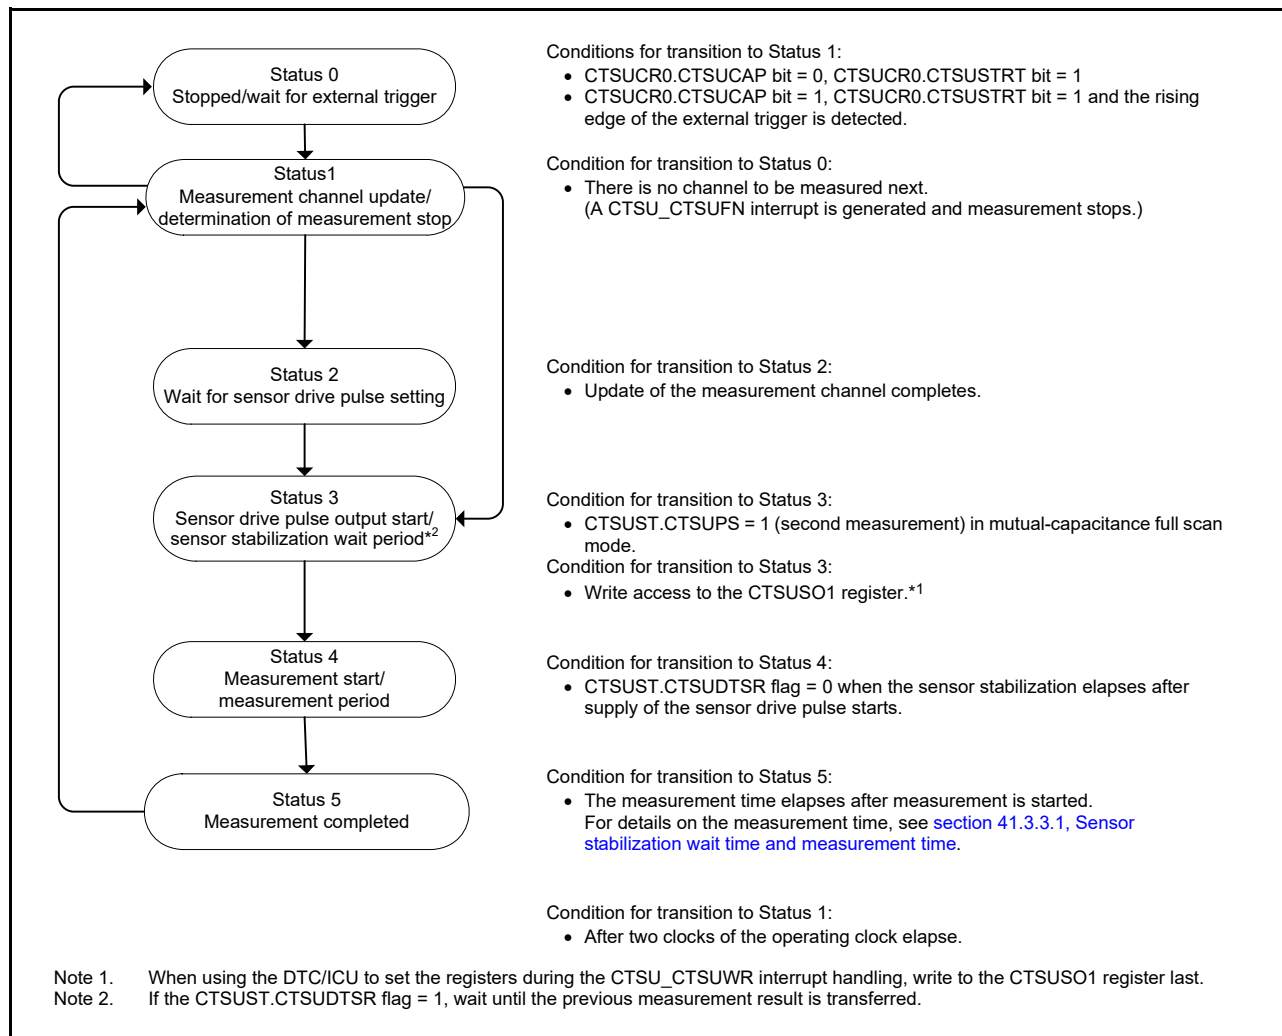 Status 0
Stopped/wait for external trigger
Status1
Measurement channel update/
determination of measurement stop
Status 2
Wait for sensor drive pulse setting
Status 3
Sensor drive pulse output start/
sensor stabilization wait period*2
Status 4
Measurement start/
measurement period
Status 5
Measurement completed
Conditions for transition to Status 1:
• CTSUCR0.CTSUCAP bit = 0, CTSUCR0.CTSUSTRT bit = 1
• CTSUCR0.CTSUCAP bit = 1, CTSUCR0.CTSUSTRT bit = 1 and the rising
edge of the external trigger is detected.
Condition for transition to Status 0:
• There is no channel to be measured next.
(A CTSU_CTSUFN interrupt is generated and measurement stops.)
Condition for transition to Status 2:
• Update of the measurement channel completes.
Condition for transition to Status 3:
• CTSUST.CTSUPS = 1 (second measurement) in mutual-capacitance full scan
mode.
Condition for transition to Status 3:
• Write access to the CTSUSO1 register.*1
Condition for transition to Status 4:
• CTSUST.CTSUDTSR flag = 0 when the sensor stabilization elapses after
supply of the sensor drive pulse starts.
Condition for transition to Status 5:
• The measurement time elapses after measurement is started.
For details on the measurement time, see section 41.3.3.1, Sensor
stabilization wait time and measurement time.
Condition for transition to Status 1:
• After two clocks of the operating clock elapse.
Note 1. When using the DTC/ICU to set the registers during the CTSU_CTSUWR interrupt handling, write to the CTSUSO1 register last.
Note 2. If the CTSUST.CTSUDTSR flag = 1, wait until the previous measurement result is transferred.